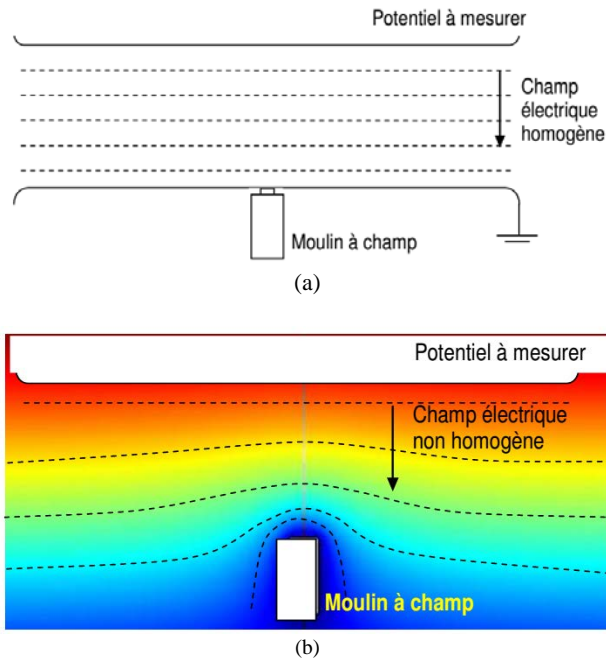 Potentiel à mesurer
Champ
électrique
homogène
Moulin à champ
(a)
Potentiel à mesurer
Champ électrique
non homogène
Moulin à champ
(b)